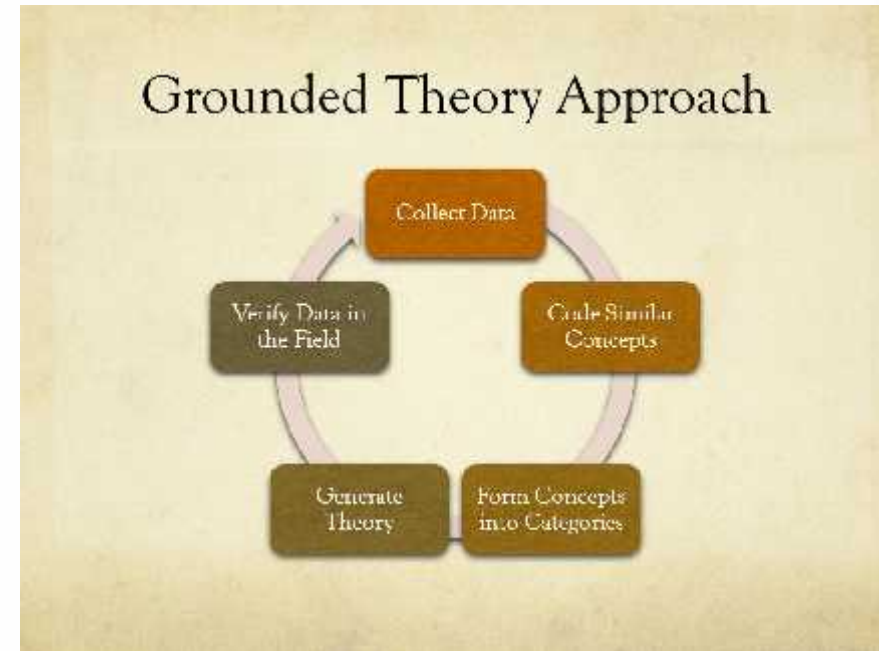 Grounded Theory Approach
Collect Data
Code Similar
Concepts
Form Concepts
into Categories
Generate
Theory
Verify Data in
the Field